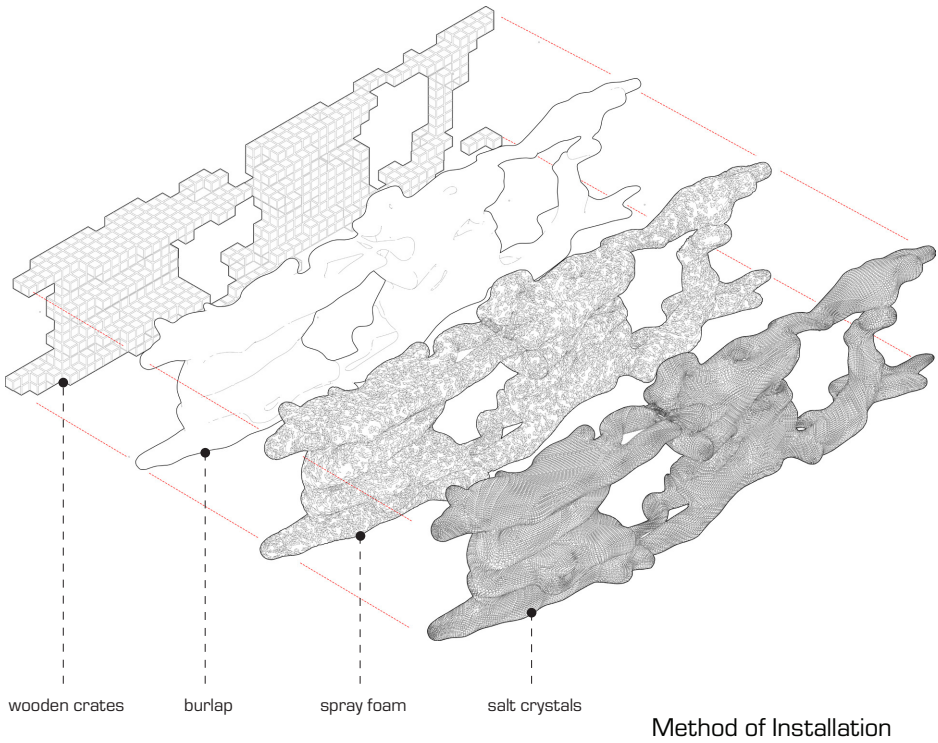 wooden crates
burlap
spray foam
salt crystals
Method of Installation